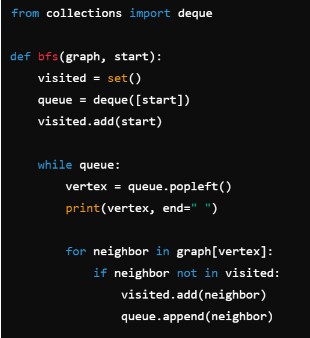 from collections import deque

def bfs(graph, start):
    visited = set()
    queue = deque([start])
    visited.add(start)

    while queue:
        vertex = queue.popleft()
        print(vertex, end=" ")

        for neighbor in graph[vertex]:
            if neighbor not in visited:
                visited.add(neighbor)
                queue.append(neighbor)